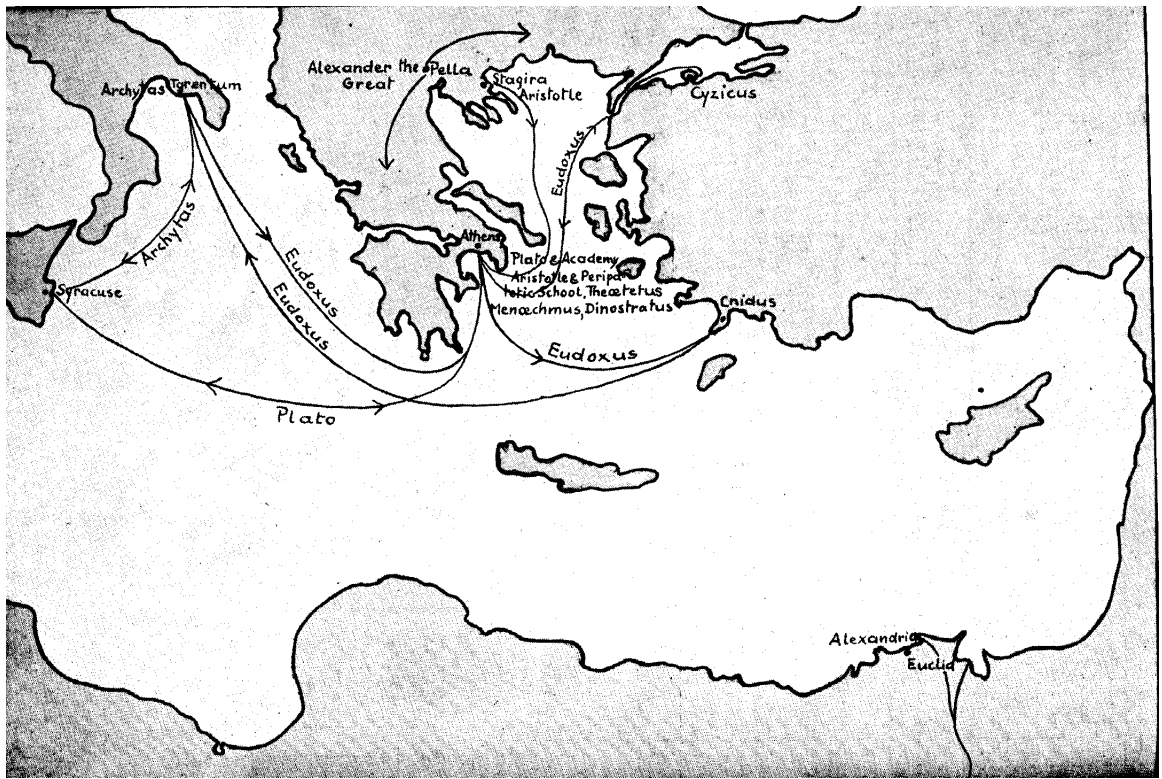 Alexander the
Great
Pella
Stagira
Aristotle
Archytas
Tarentum
Cyzicus
Eudoxus
Archytas
Athens
Plato & Academy
Aristotle & Peripa
tetic School, Theætetus
Menæchmus, Dinostratus
Eudoxus
Eudoxus
Syracuse
Cnidus
Eudoxus
Plato
Alexandria
Euclid